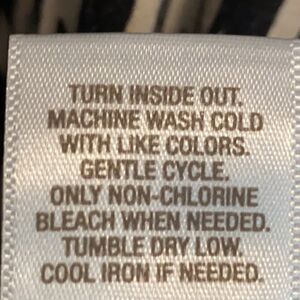 TURN INSIDE OUT.
MACHINE WASH COLD
WITH LIKE COLORS.
GENTLE CYCLE.
ONLY NON-CHLORINE
BLEACH WHEN NEEDED.
TUMBLE DRY LOW.
COOL IRON IF NEEDED.